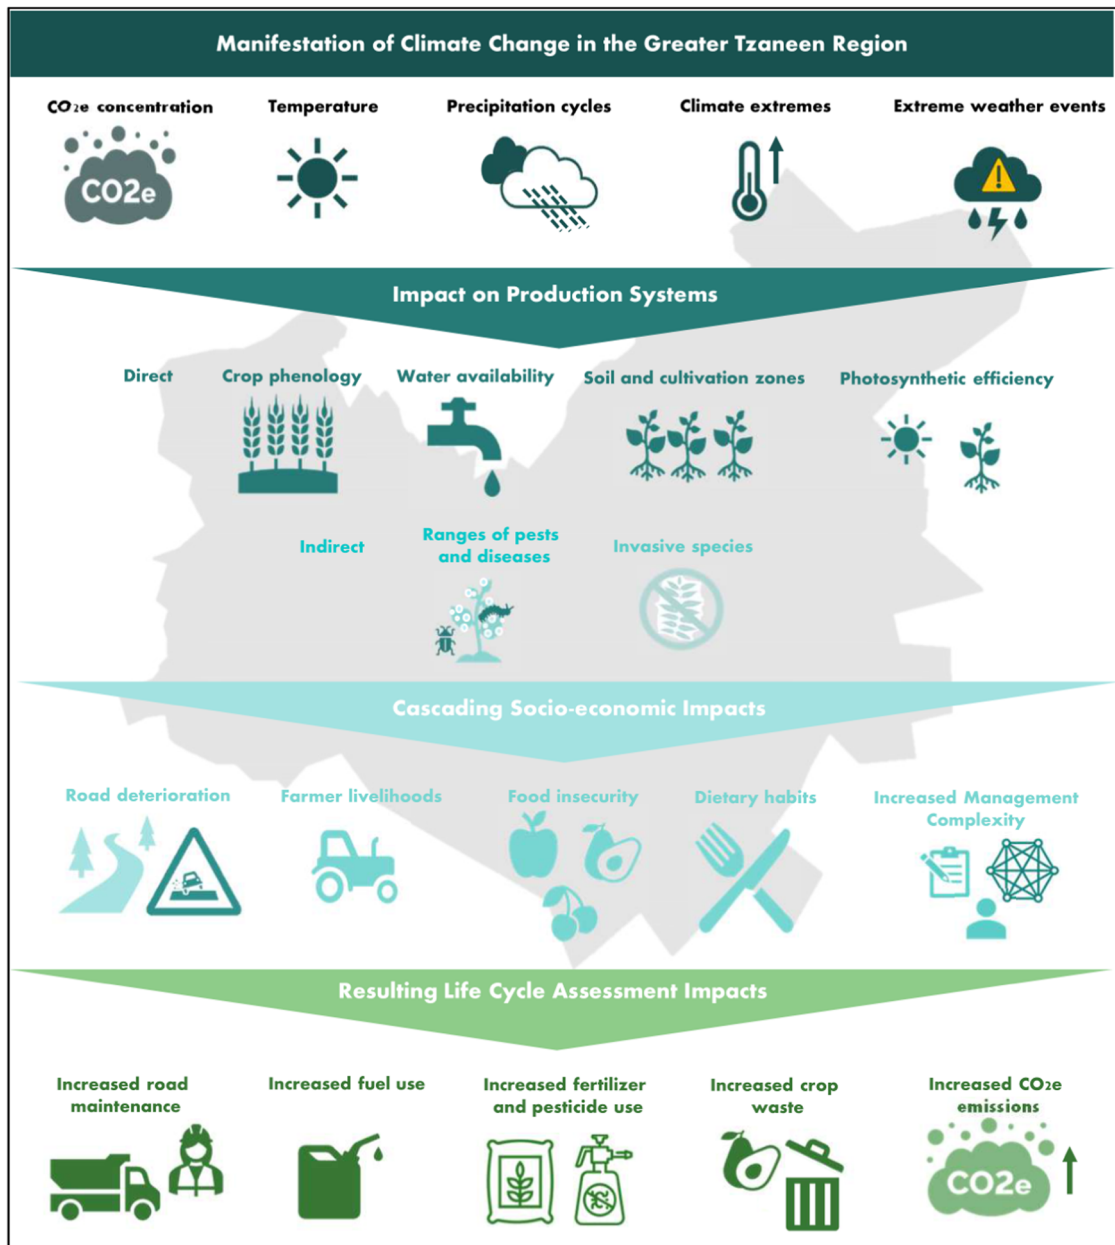 Manifestation of Climate Change in the Greater Tzaneen Region
CO2e concentration
Temperature
Precipitation cycles
Climate extremes
Extreme weather events
CO2e
Impact on Production Systems
Direct
Crop phenology
Water availability
Soil and cultivation zones
Photosynthetic efficiency
Indirect
Ranges of pests
and diseases
Invasive species
Cascading Socio-economic Impacts
Road deterioration
Farmer livelihoods
Food insecurity
Dietary habits
Increased Management
Complexity
Resulting Life Cycle Assessment Impacts
Increased road
maintenance
Increased fuel use
Increased fertilizer
and pesticide use
Increased crop
waste
Increased CO2e
emissions
CO2e